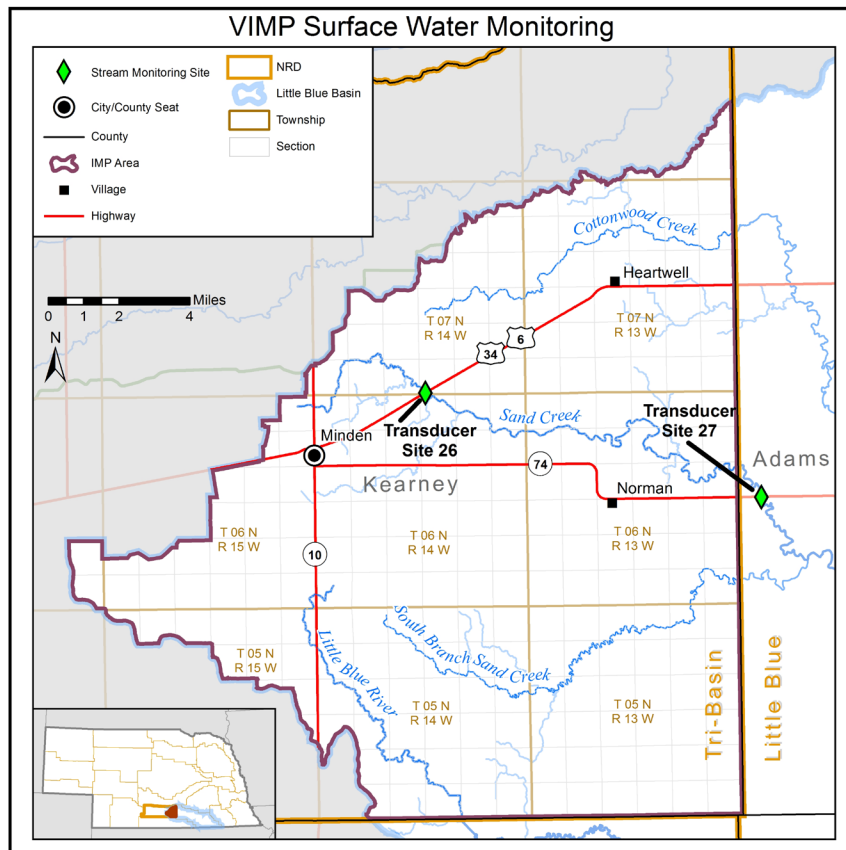 VIMP Surface Water Monitoring
Stream Monitoring Site
City/County Seat
County
IMP Area
Village
Highway
NRD
Little Blue Basin
Township
Section
Miles
0 1 2 4
N
Cottonwood Creek
Heartwell
T 07 N
R 14 W
T 07 N
R 13 W
6
34
Sand Creek
Transducer
Site 26
Transducer
Site 27
Minden
Adams
Kearney
74
Norman
T 06 N
R 15 W
T 06 N
R 14 W
T 06 N
R 13 W
10
South Branch Sand Creek
Little Blue River
T 05 N
R 15 W
T 05 N
R 14 W
T 05 N
R 13 W
Tri-Basin
Little Blue